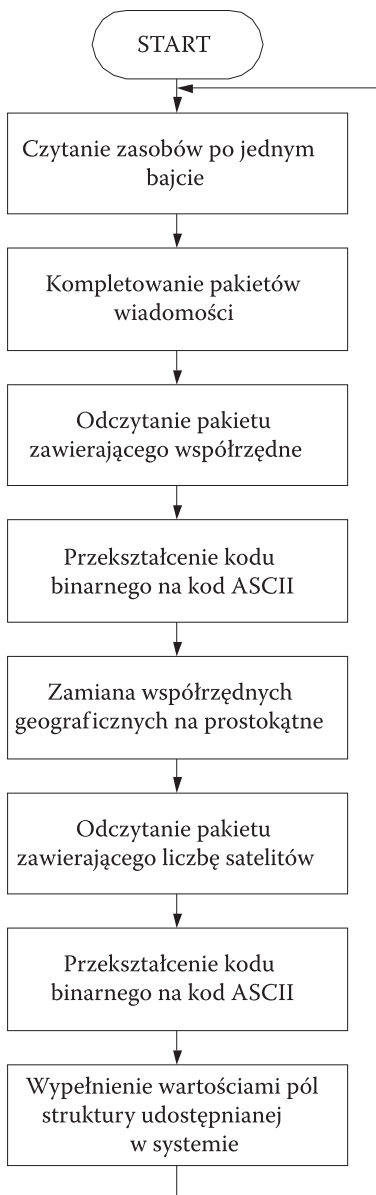 START
Czytanie zasobów po jednym
bajcie
Kompletowanie pakietów
wiadomości
Odczytanie pakietu
zawierającego współrzędne
Przekształcenie kodu
binarnego na kod ASCII
Zamiana współrzędnych
geograficznych na prostokątne
Odczytanie pakietu
zawierającego liczbę satelitów
Przekształcenie kodu
binarnego na kod ASCII
Wypełnienie wartościami pól
struktury udostępnianej
w systemie